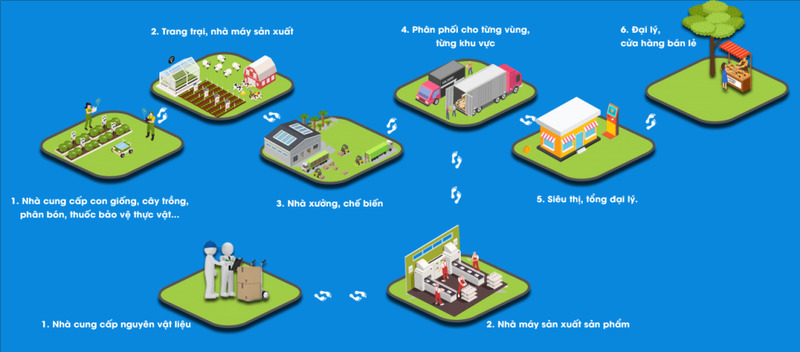 2. Trang trại, nhà máy sản xuất
4. Phân phối cho từng vùng,
từng khu vực
6. Đại lý,
cửa hàng bán lẻ
1. Nhà cung cấp con giống, cây trồng,
phân bón, thuốc bảo vệ thực vật...
3. Nhà xưởng, chế biến
5. Siêu thị, tổng đại lý.
1. Nhà cung cấp nguyên vật liệu
2. Nhà máy sản xuất sản phẩm